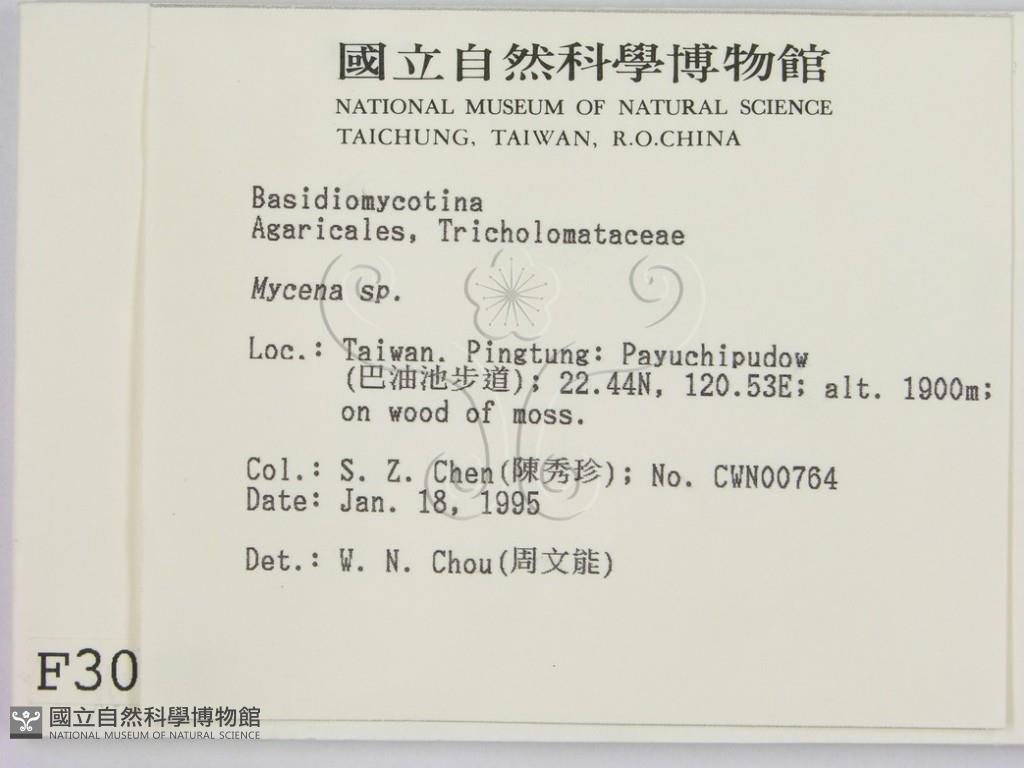 國立自然科學博物館
NATIONAL MUSEUM OF NATURAL SCIENCE
TAICHUNG, TAIWAN, R.O.CHINA
Basidiomycotina
Agaricales, Tricholomataceae
Mycena sp.
Loc.: Taiwan. Pingtung: Payuchipudow
(巴油池步道); 22.44N, 120.53E; alt. 1900m;
on wood of moss.
Col.: S. Z. Chen(陳秀珍); No. CWN00764
Date: Jan. 18, 1995
Det.: W. N. Chou(周文能)
F30
國立自然科學博物館
NATIONAL MUSEUM OF NATURAL SCIENCE